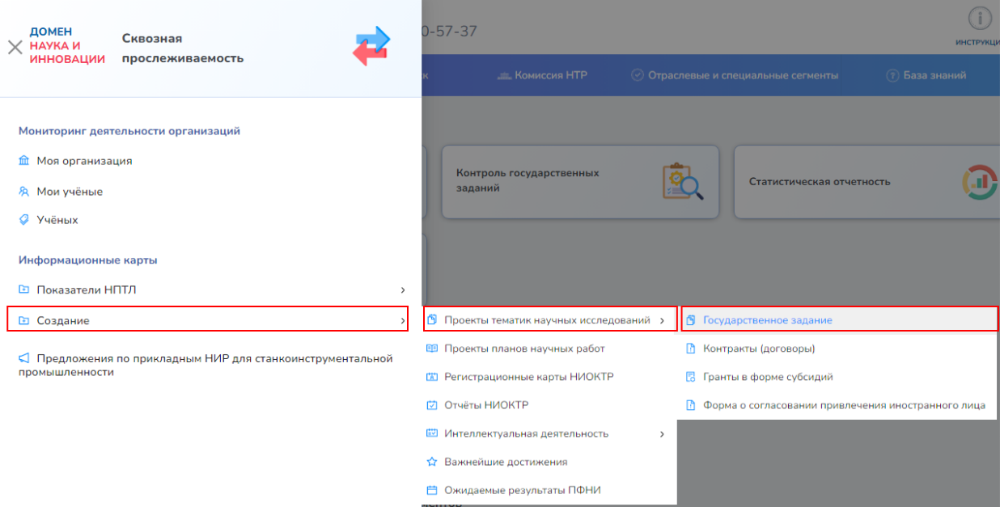 ДОМЕН
НАУКА И
ИННОВАЦИИ
Сквозная
прослеживаемость
0-57-37
ИНСТРУКЦИ
к
Комиссия НТР
Отраслевые и специальные сегменты
База знаний
Мониторинг деятельности организаций
Моя организация
Мои учёные
Учёных
Контроль государственных
заданий
Статистическая отчетность
Информационные карты
Показатели НПТЛ
Создание
Предложения по прикладным НИР для станкоинструментальной
промышленности
Проекты тематик научных исследований
Проекты планов научных работ
Регистрационные карты НИОКТР
Отчёты НИОКТР
Интеллектуальная деятельность
Важнейшие достижения
Ожидаемые результаты ПФНИ
Государственное задание
Контракты (договоры)
Гранты в форме субсидий
Форма о согласовании привлечения иностранного лица